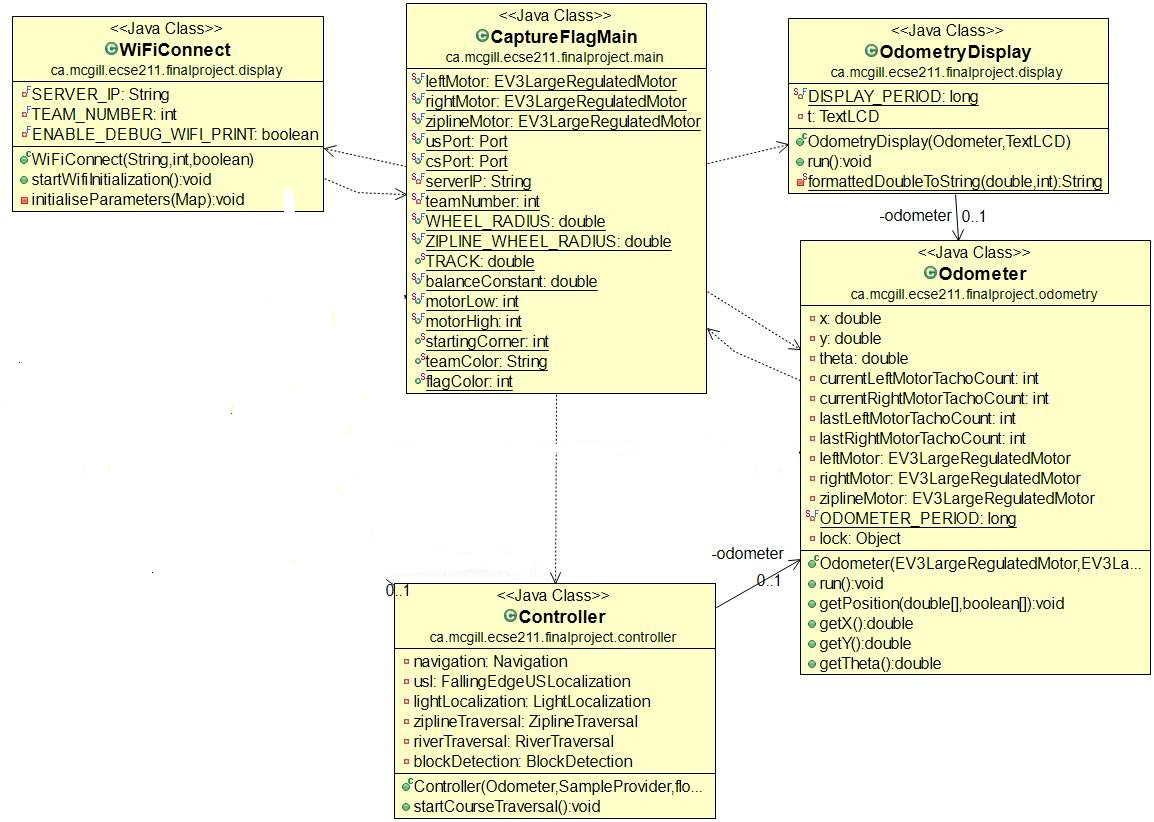 <<Java Class>>
WiFiConnect
ca.mcgill.ecse211.finalproject.display
SERVER_IP: String
TEAM_NUMBER: int
ENABLE_DEBUG_WIFI_PRINT: boolean
WiFiConnect(String,int,boolean)
startWifiInitialization():void
initialiseParameters(Map):void
<<Java Class>>
CaptureFlagMain
ca.mcgill.ecse211.finalproject.main
leftMotor: EV3LargeRegulatedMotor
rightMotor: EV3LargeRegulatedMotor
ziplineMotor: EV3LargeRegulatedMotor
usPort: Port
csPort: Port
serverIP: String
teamNumber: int
WHEEL_RADIUS: double
ZIPLINE_WHEEL_RADIUS: double
TRACK: double
balanceConstant: double
motorLow: int
motorHigh: int
startingCorner: int
teamColor: String
flagColor: int
<<Java Class>>
OdometryDisplay
ca.mcgill.ecse211.finalproject.display
DISPLAY_PERIOD: long
t: TextLCD
OdometryDisplay(Odometer,TextLCD)
run():void
formattedDoubleToString(double,int):String
-odometer 0..1
<<Java Class>>
Odometer
ca.mcgill.ecse211.finalproject.odometry
x: double
y: double
theta: double
currentLeftMotorTachoCount: int
currentRightMotorTachoCount: int
lastLeftMotorTachoCount: int
lastRightMotorTachoCount: int
leftMotor: EV3LargeRegulatedMotor
rightMotor: EV3LargeRegulatedMotor
ziplineMotor: EV3LargeRegulatedMotor
ODOMETER_PERIOD: long
lock: Object
Odometer(EV3LargeRegulatedMotor,EV3La...
run():void
getPosition(double[],boolean[]):void
getX():double
getY():double
getTheta():double
-odometer
0..1
0..1
<<Java Class>>
Controller
ca.mcgill.ecse211.finalproject.controller
navigation: Navigation
usl: FallingEdgeUSLocalization
lightLocalization: LightLocalization
ziplineTraversal: ZiplineTraversal
riverTraversal: RiverTraversal
blockDetection: BlockDetection
Controller(Odometer,SampleProvider,flo...
startCourseTraversal():void